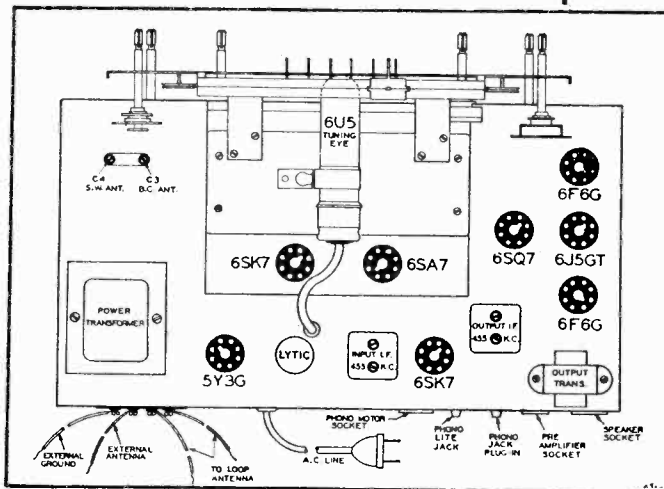 6U5
TUNING
EYE
C4
S.W. ANT.
C3
B.C. ANT.
6F6G
6SQ7
6J5GT
6SK7
6SA7
6F6G
POWER
TRANSFORMER
OUTPUT I.F.
455 K.C.
LYTIC
INPUT I.F.
455 K.C.
5Y3G
6SK7
OUTPUT
TRANS.
EXTERNAL
GROUND
EXTERNAL
ANTENNA
TO LOOP
ANTENNA
A.C. LINE
PHONO MOTOR
SOCKET
PHONO
LITE
JACK
PHONO
JACK
PLUG-IN
PRE
AMPLIFIER
SOCKET
SPEAKER
SOCKET